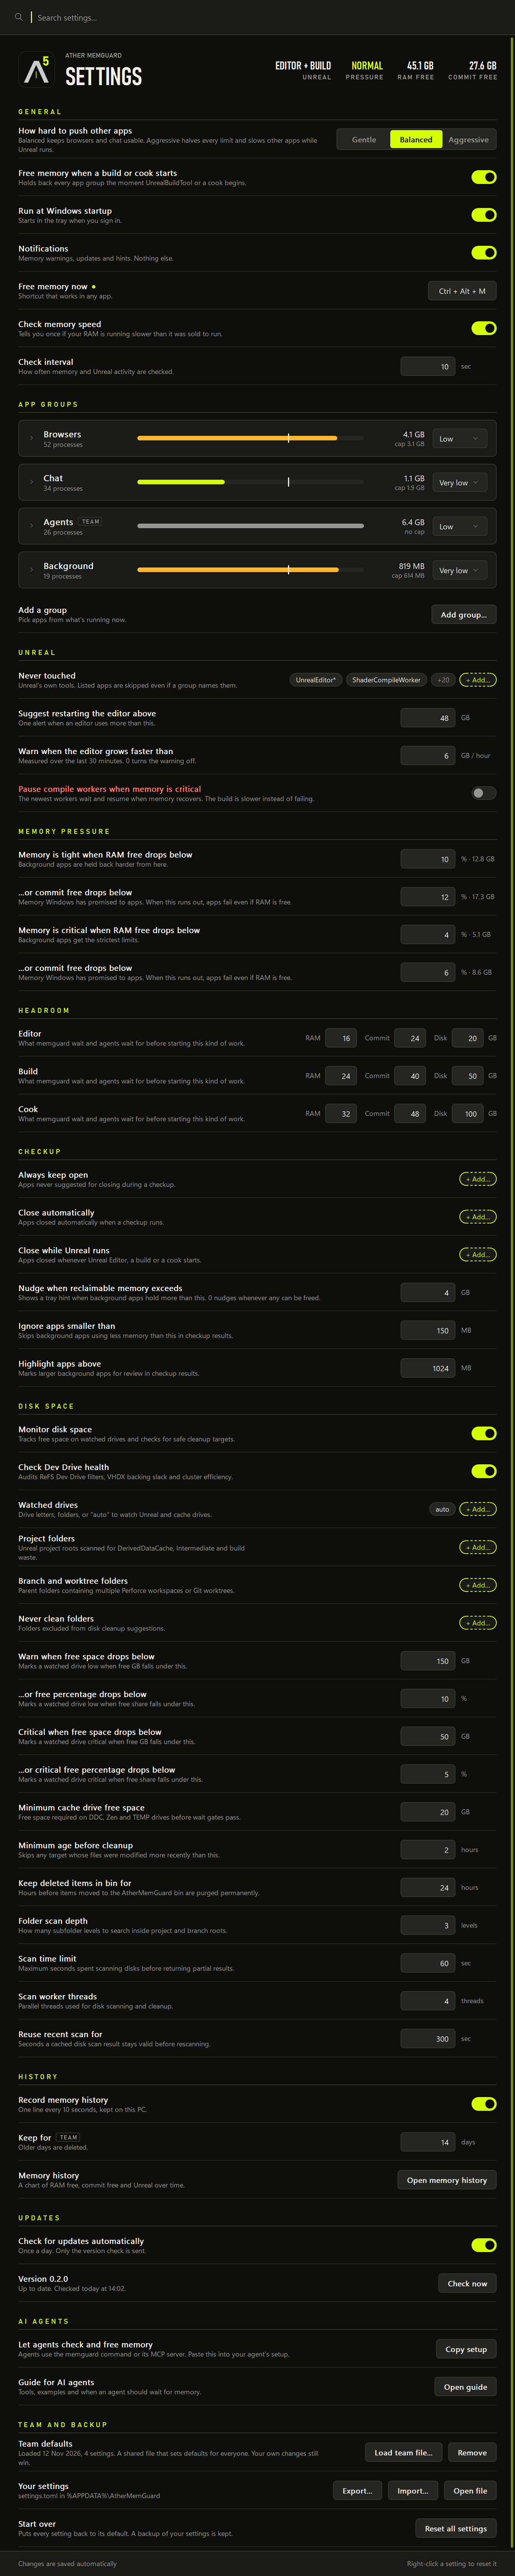 Search settings...
5
ATHER MEMGUARD
SETTINGS
EDITOR + BUILD
UNREAL
NORMAL
PRESSURE
45.1 GB
RAM FREE
27.6 GB
COMMIT FREE
GENERAL
How hard to push other apps
Balanced keeps browsers and chat usable. Aggressive halves every limit and slows other apps while
Unreal runs.
Gentle
Balanced
Aggressive
Free memory when a build or cook starts
Holds back every app group the moment UnrealBuildTool or a cook begins.
Run at Windows startup
Starts in the tray when you sign in.
Notifications
Memory warnings, updates and hints. Nothing else.
Free memory now
Shortcut that works in any app.
Ctrl + Alt + M
Check memory speed
Tells you once if your RAM is running slower than it was sold to run.
Check interval
How often memory and Unreal activity are checked.
10 sec
APP GROUPS
Browsers
52 processes
4.1 GB
cap 3.1 GB
Low
Chat
34 processes
1.1 GB
cap 1.9 GB
Very low
Agents TEAM
26 processes
6.4 GB
no cap
Low
Background
19 processes
819 MB
cap 614 MB
Very low
Add a group
Pick apps from what's running now.
Add group...
UNREAL
Never touched
Unreal's own tools. Listed apps are skipped even if a group names them.
UnrealEditor*
ShaderCompileWorker
+20
+ Add...
Suggest restarting the editor above
One alert when an editor uses more than this.
48 GB
Warn when the editor grows faster than
Measured over the last 30 minutes. 0 turns the warning off.
6 GB / hour
Pause compile workers when memory is critical
The newest workers wait and resume when memory recovers. The build is slower instead of failing.
MEMORY PRESSURE
Memory is tight when RAM free drops below
Background apps are held back harder from here.
10 % · 12.8 GB
...or commit free drops below
Memory Windows has promised to apps. When this runs out, apps fail even if RAM is free.
12 % · 17.3 GB
Memory is critical when RAM free drops below
Background apps get the strictest limits.
4 % · 5.1 GB
...or commit free drops below
Memory Windows has promised to apps. When this runs out, apps fail even if RAM is free.
6 % · 8.6 GB
HEADROOM
Editor
What memguard wait and agents wait for before starting this kind of work.
RAM 16 Commit 24 Disk 20 GB
Build
What memguard wait and agents wait for before starting this kind of work.
RAM 24 Commit 40 Disk 50 GB
Cook
What memguard wait and agents wait for before starting this kind of work.
RAM 32 Commit 48 Disk 100 GB
CHECKUP
Always keep open
Apps never suggested for closing during a checkup.
+ Add...
Close automatically
Apps closed automatically when a checkup runs.
+ Add...
Close while Unreal runs
Apps closed whenever Unreal Editor, a build or a cook starts.
+ Add...
Nudge when reclaimable memory exceeds
Shows a tray hint when background apps hold more than this. 0 nudges whenever any can be freed.
4 GB
Ignore apps smaller than
Skips background apps using less memory than this in checkup results.
150 MB
Highlight apps above
Marks larger background apps for review in checkup results.
1024 MB
DISK SPACE
Monitor disk space
Tracks free space on watched drives and checks for safe cleanup targets.
Check Dev Drive health
Audits ReFS Dev Drive filters, VHDX backing slack and cluster efficiency.
Watched drives
Drive letters, folders, or "auto" to watch Unreal and cache drives.
auto
+ Add...
Project folders
Unreal project roots scanned for DerivedDataCache, Intermediate and build
waste.
+ Add...
Branch and worktree folders
Parent folders containing multiple Perforce workspaces or Git worktrees.
+ Add...
Never clean folders
Folders excluded from disk cleanup suggestions.
+ Add...
Warn when free space drops below
Marks a watched drive low when free GB falls under this.
150 GB
...or free percentage drops below
Marks a watched drive low when free share falls under this.
10 %
Critical when free space drops below
Marks a watched drive critical when free GB falls under this.
50 GB
...or critical free percentage drops below
Marks a watched drive critical when free share falls under this.
5 %
Minimum cache drive free space
Free space required on DDC, Zen and TEMP drives before wait gates pass.
20 GB
Minimum age before cleanup
Skips any target whose files were modified more recently than this.
2 hours
Keep deleted items in bin for
Hours before items moved to the AtherMemGuard bin are purged permanently.
24 hours
Folder scan depth
How many subfolder levels to search inside project and branch roots.
3 levels
Scan time limit
Maximum seconds spent scanning disks before returning partial results.
60 sec
Scan worker threads
Parallel threads used for disk scanning and cleanup.
4 threads
Reuse recent scan for
Seconds a cached disk scan result stays valid before rescanning.
300 sec
HISTORY
Record memory history
One line every 10 seconds, kept on this PC.
Keep for TEAM
Older days are deleted.
14 days
Memory history
A chart of RAM free, commit free and Unreal over time.
Open memory history
UPDATES
Check for updates automatically
Once a day. Only the version check is sent.
Version 0.2.0
Up to date. Checked today at 14:02.
Check now
AI AGENTS
Let agents check and free memory
Agents use the memguard command or its MCP server. Paste this into your agent's setup.
Copy setup
Guide for AI agents
Tools, examples and when an agent should wait for memory.
Open guide
TEAM AND BACKUP
Team defaults
Loaded 12 Nov 2026, 4 settings. A shared file that sets defaults for everyone. Your own changes still
win.
Load team file...
Remove
Your settings
settings.toml in %APPDATA%\AtherMemGuard
Export...
Import...
Open file
Start over
Puts every setting back to its default. A backup of your settings is kept.
Reset all settings
Changes are saved automatically
Right-click a setting to reset it